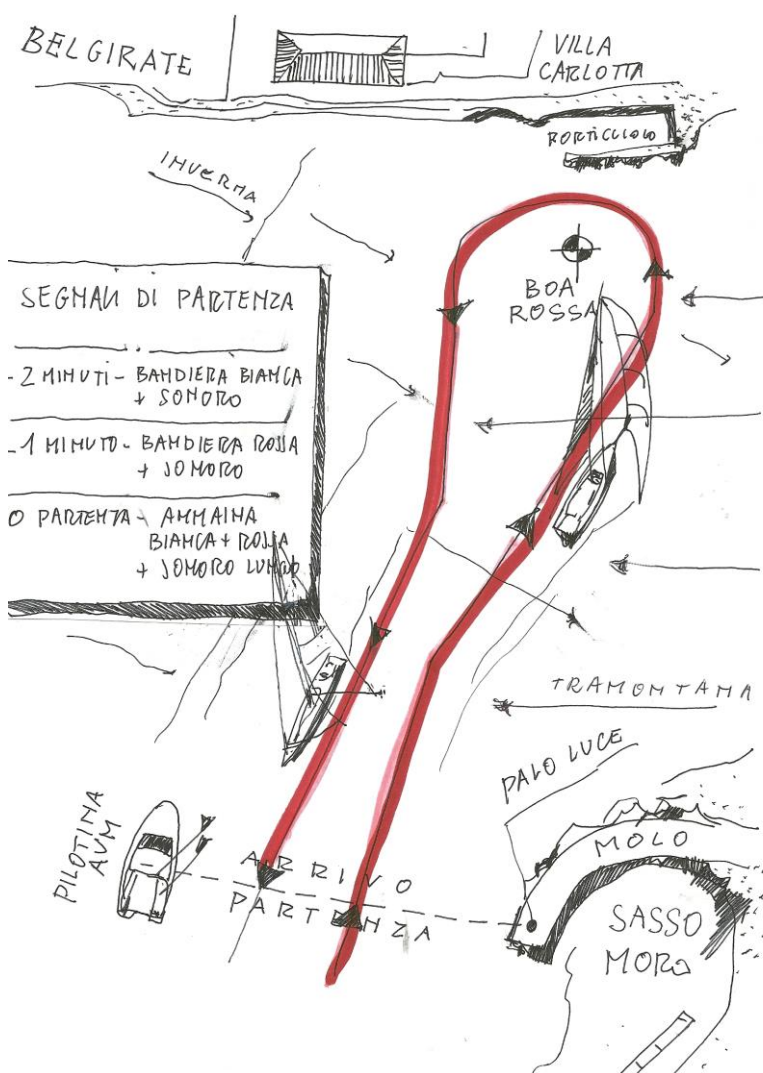 BELGIRATE
VILLA
CARLOTTA
PORTICCIOLO
INVERNA
SEGNALI DI PARTENZA
- 2 MINUTI - BANDIERA BIANCA
+ SONORO
- 1 MINUTO - BANDIERA ROSSA
+ SONORO
0 PARTENZA - AMMAINA
BIANCA + ROSSA
+ SONORO LUNGO
BOA
ROSSA
TRAMONTANA
PALO LUCE
MOLO
SASSO
MORO
PILOTINA
AVM
ARRIVO
PARTENZA